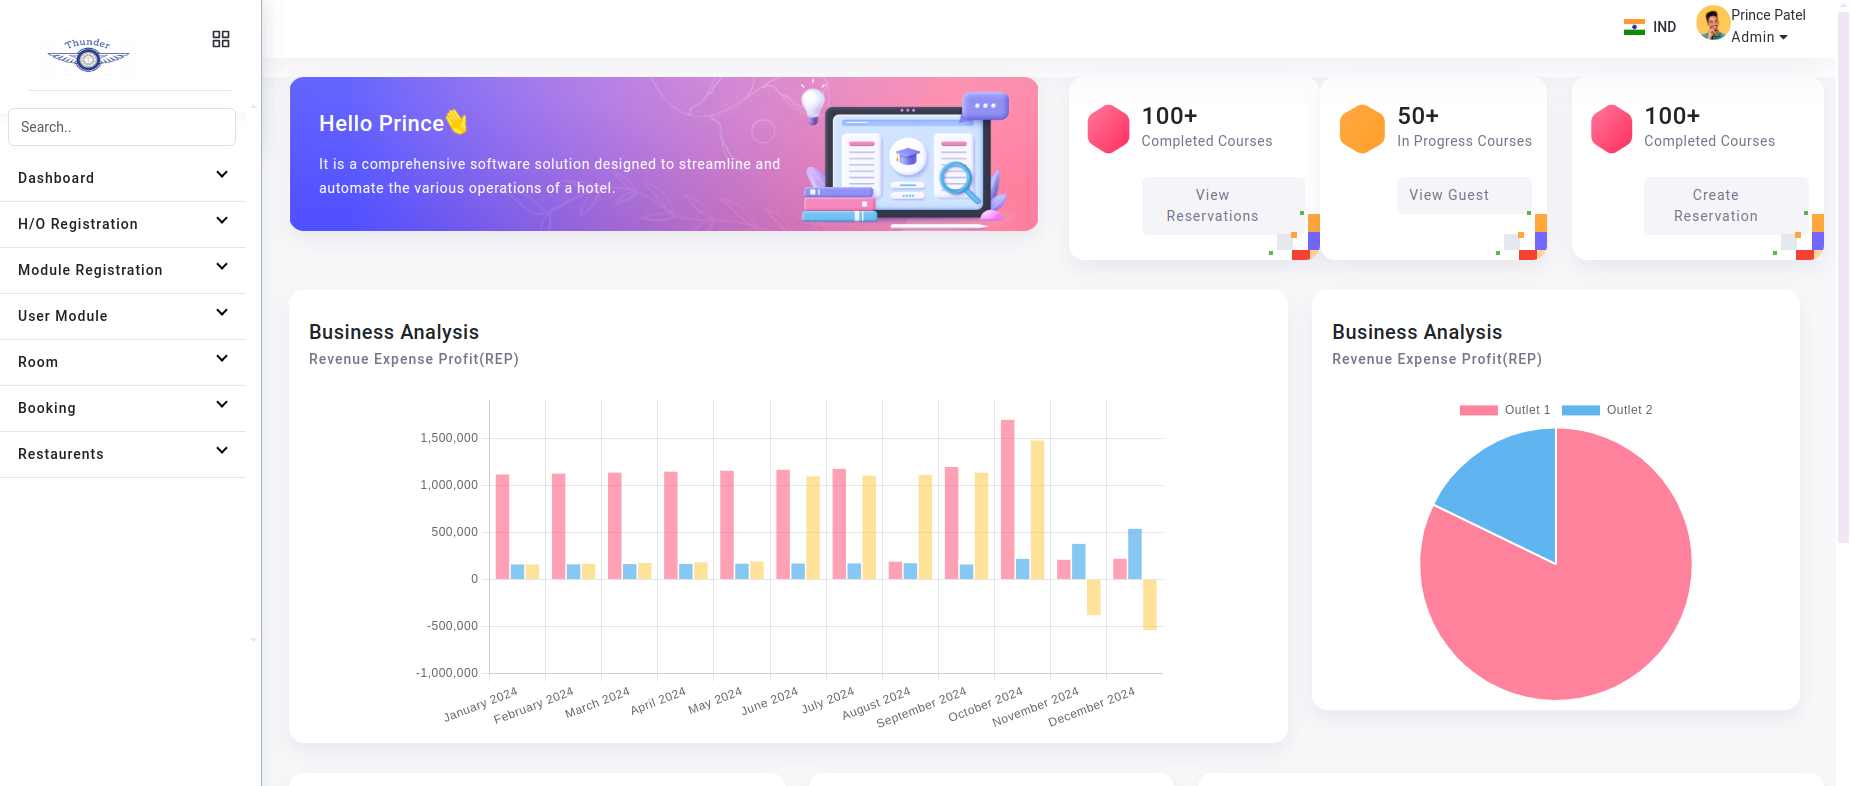 Thunder
Search..
Dashboard
H/O Registration
Module Registration
User Module
Room
Booking
Restaurents
IND
Prince Patel
Admin
Hello Prince👋
It is a comprehensive software solution designed to streamline and
automate the various operations of a hotel.
100+
Completed Courses
View
Reservations
50+
In Progress Courses
View Guest
100+
Completed Courses
Create
Reservation
Business Analysis
Revenue Expense Profit(REP)
1,500,000
1,000,000
500,000
0
-500,000
-1,000,000
January 2024
February 2024
March 2024
April 2024
May 2024
June 2024
July 2024
August 2024
September 2024
October 2024
November 2024
December 2024
Business Analysis
Revenue Expense Profit(REP)
Outlet 1
Outlet 2